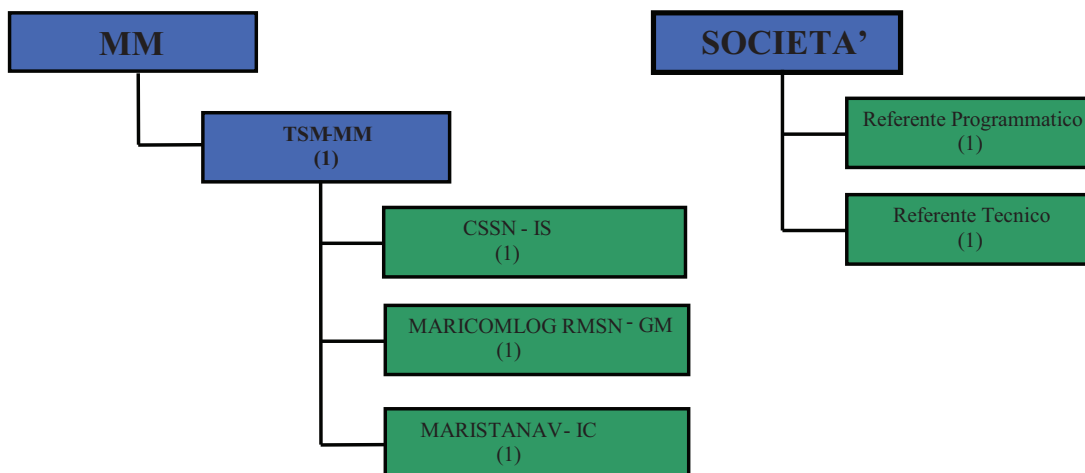 MM
TSM-MM
(1)
CSSN - IS
(1)
MARICOMLOG RMSN - GM
(1)
MARISTANAV- IC
(1)
SOCIETA’
Referente Programmatico
(1)
Referente Tecnico
(1)